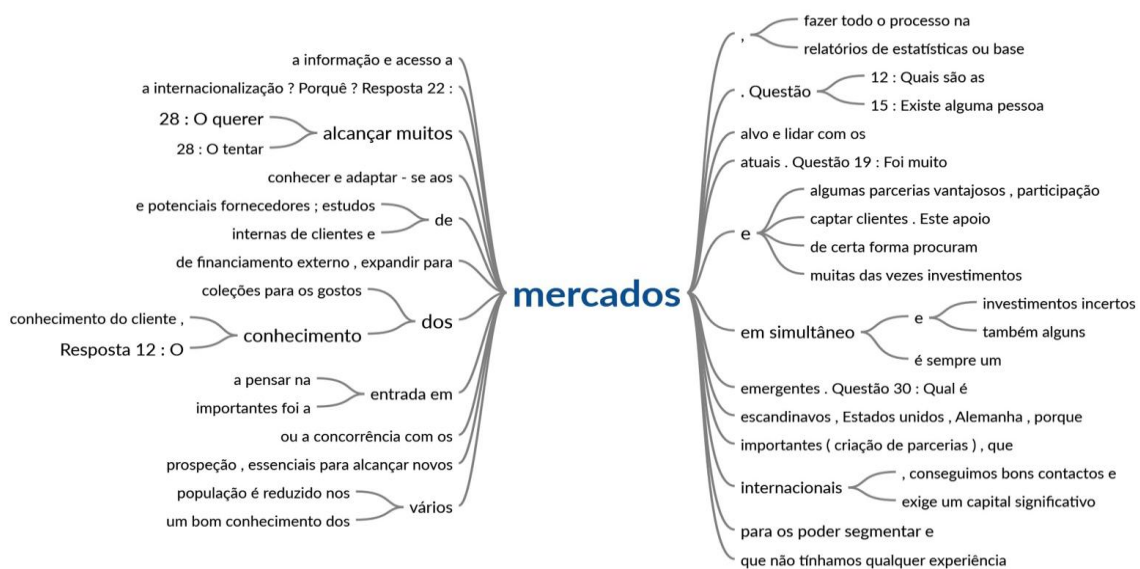 a informação e acesso a
a internacionalização ? Porquê ? Resposta 22 :
28 : O querer
28 : O tentar
alcançar muitos
conhecer e adaptar - se aos
e potenciais fornecedores ; estudos
internas de clientes e
de
de financiamento externo , expandir para
coleções para os gostos
conhecimento do cliente ,
Resposta 12 : O
conhecimento
dos
a pensar na
importantes foi a
entrada em
ou a concorrência com os
prospeção , essenciais para alcançar novos
população é reduzido nos
um bom conhecimento dos
vários
mercados
,
fazer todo o processo na
relatórios de estatísticas ou base
. Questão
12 : Quais são as
15 : Existe alguma pessoa
alvo e lidar com os
atuais . Questão 19 : Foi muito
e
algumas parcerias vantajosos , participação
captar clientes . Este apoio
de certa forma procuram
muitas das vezes investimentos
em simultâneo
e
investimentos incertos
também alguns
é sempre um
emergentes . Questão 30 : Qual é
escandinavos , Estados unidos , Alemanha , porque
importantes ( criação de parcerias ) , que
internacionais
, conseguimos bons contactos e
exige um capital significativo
para os poder segmentar e
que não tínhamos qualquer experiência